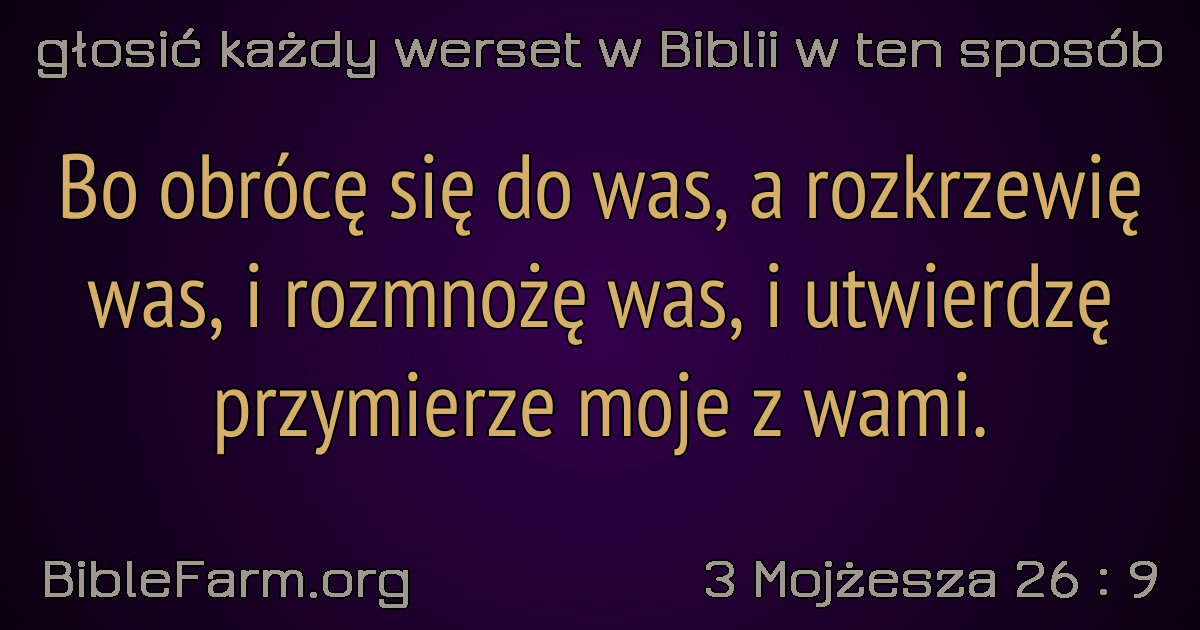 głosić każdy werset w Biblii w ten sposób
Bo obrócę się do was, a rozkrzewię
was, i rozmnożę was, i utwierdzę
przymierze moje z wami.
BibleFarm.org
3 Mojżesza 26 : 9